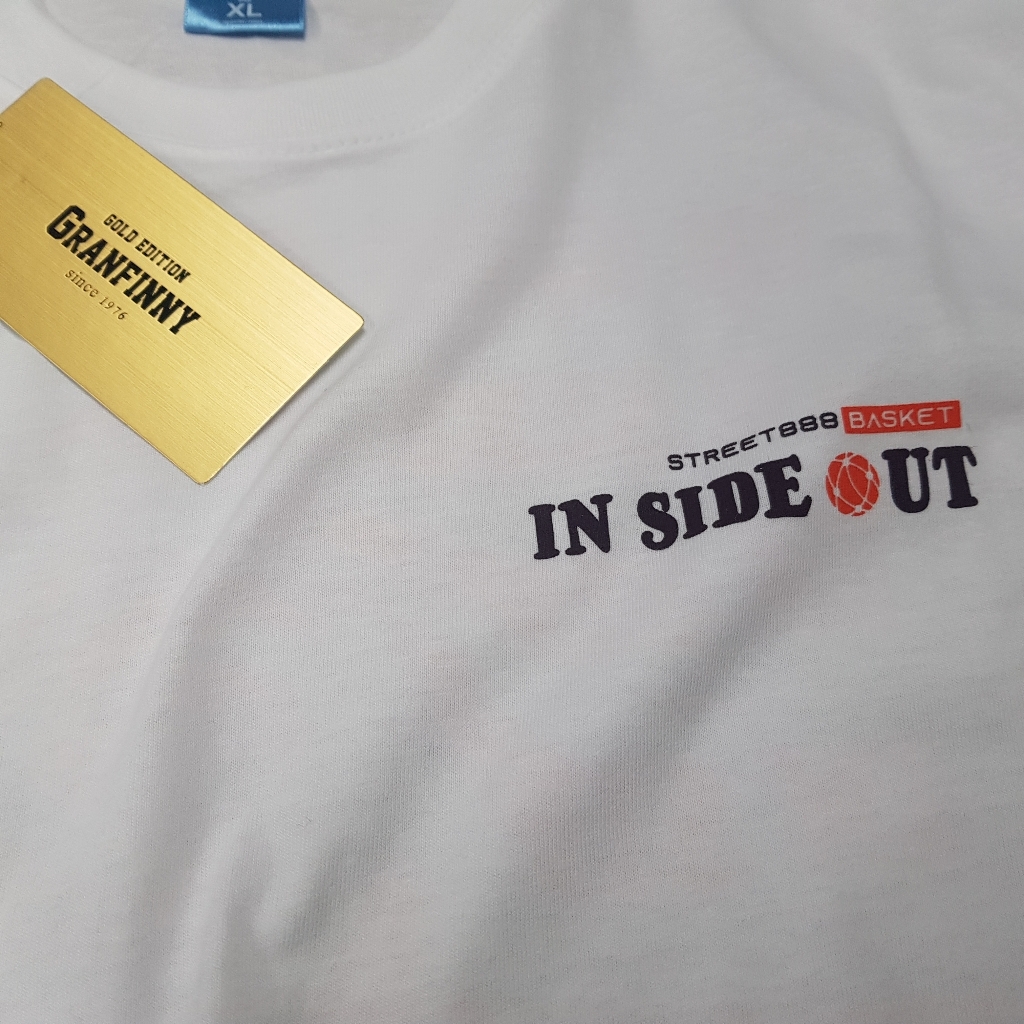 XL
GOLD EDITION
GRANFINNY
since 1976
STREET888 BASKET
IN SIDE OUT